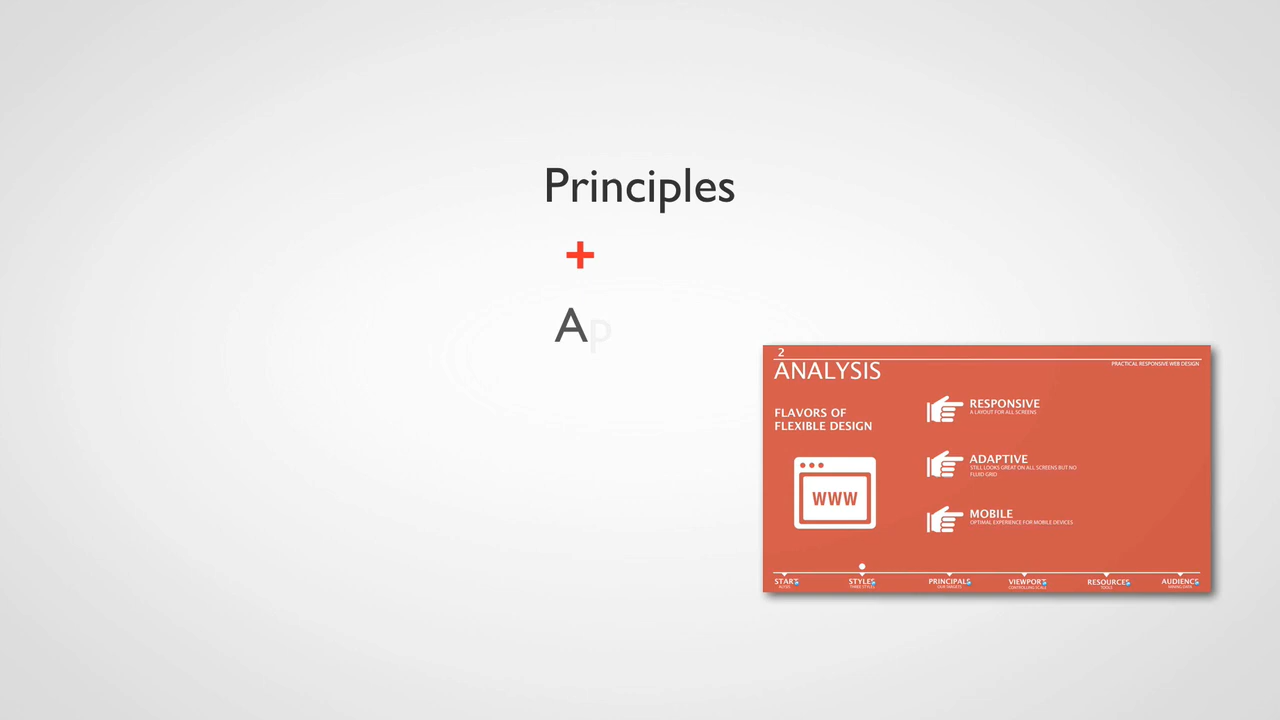 Principles
+
Ap
2
ANALYSIS
PRACTICAL RESPONSIVE WEB DESIGN
FLAVORS OF
FLEXIBLE DESIGN
WWW
RESPONSIVE
A LAYOUT FOR ALL SCREENS
ADAPTIVE
STILL LOOKS GREAT ON ALL SCREENS BUT NO
FLUID GRID
MOBILE
OPTIMAL EXPERIENCE FOR MOBILE DEVICES
START STYLES PRINCIPALS VIEWPORT RESOURCES AUDIENCE
THREE STYLES CONTROLLING SCALE TOOLS